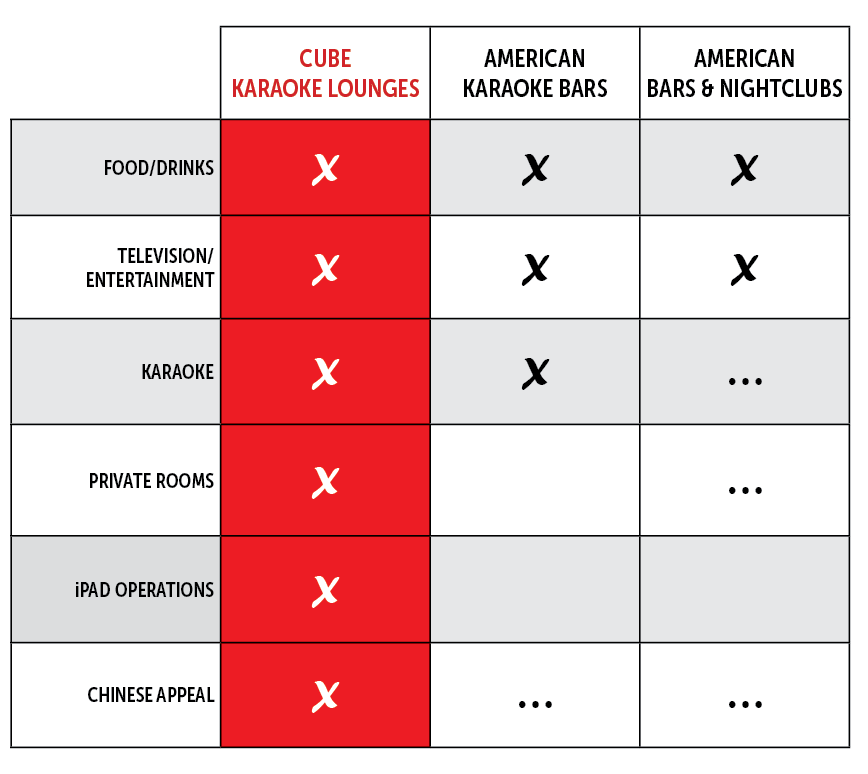 CUBE
KARAOKE LOUNGES
AMERICAN
KARAOKE BARS
AMERICAN
BARS & NIGHTCLUBS
FOOD/DRINKS
X
X
X
TELEVISION/
ENTERTAINMENT
X
X
X
KARAOKE
X
X
...
PRIVATE ROOMS
X
...
iPAD OPERATIONS
X
CHINESE APPEAL
X
...
...